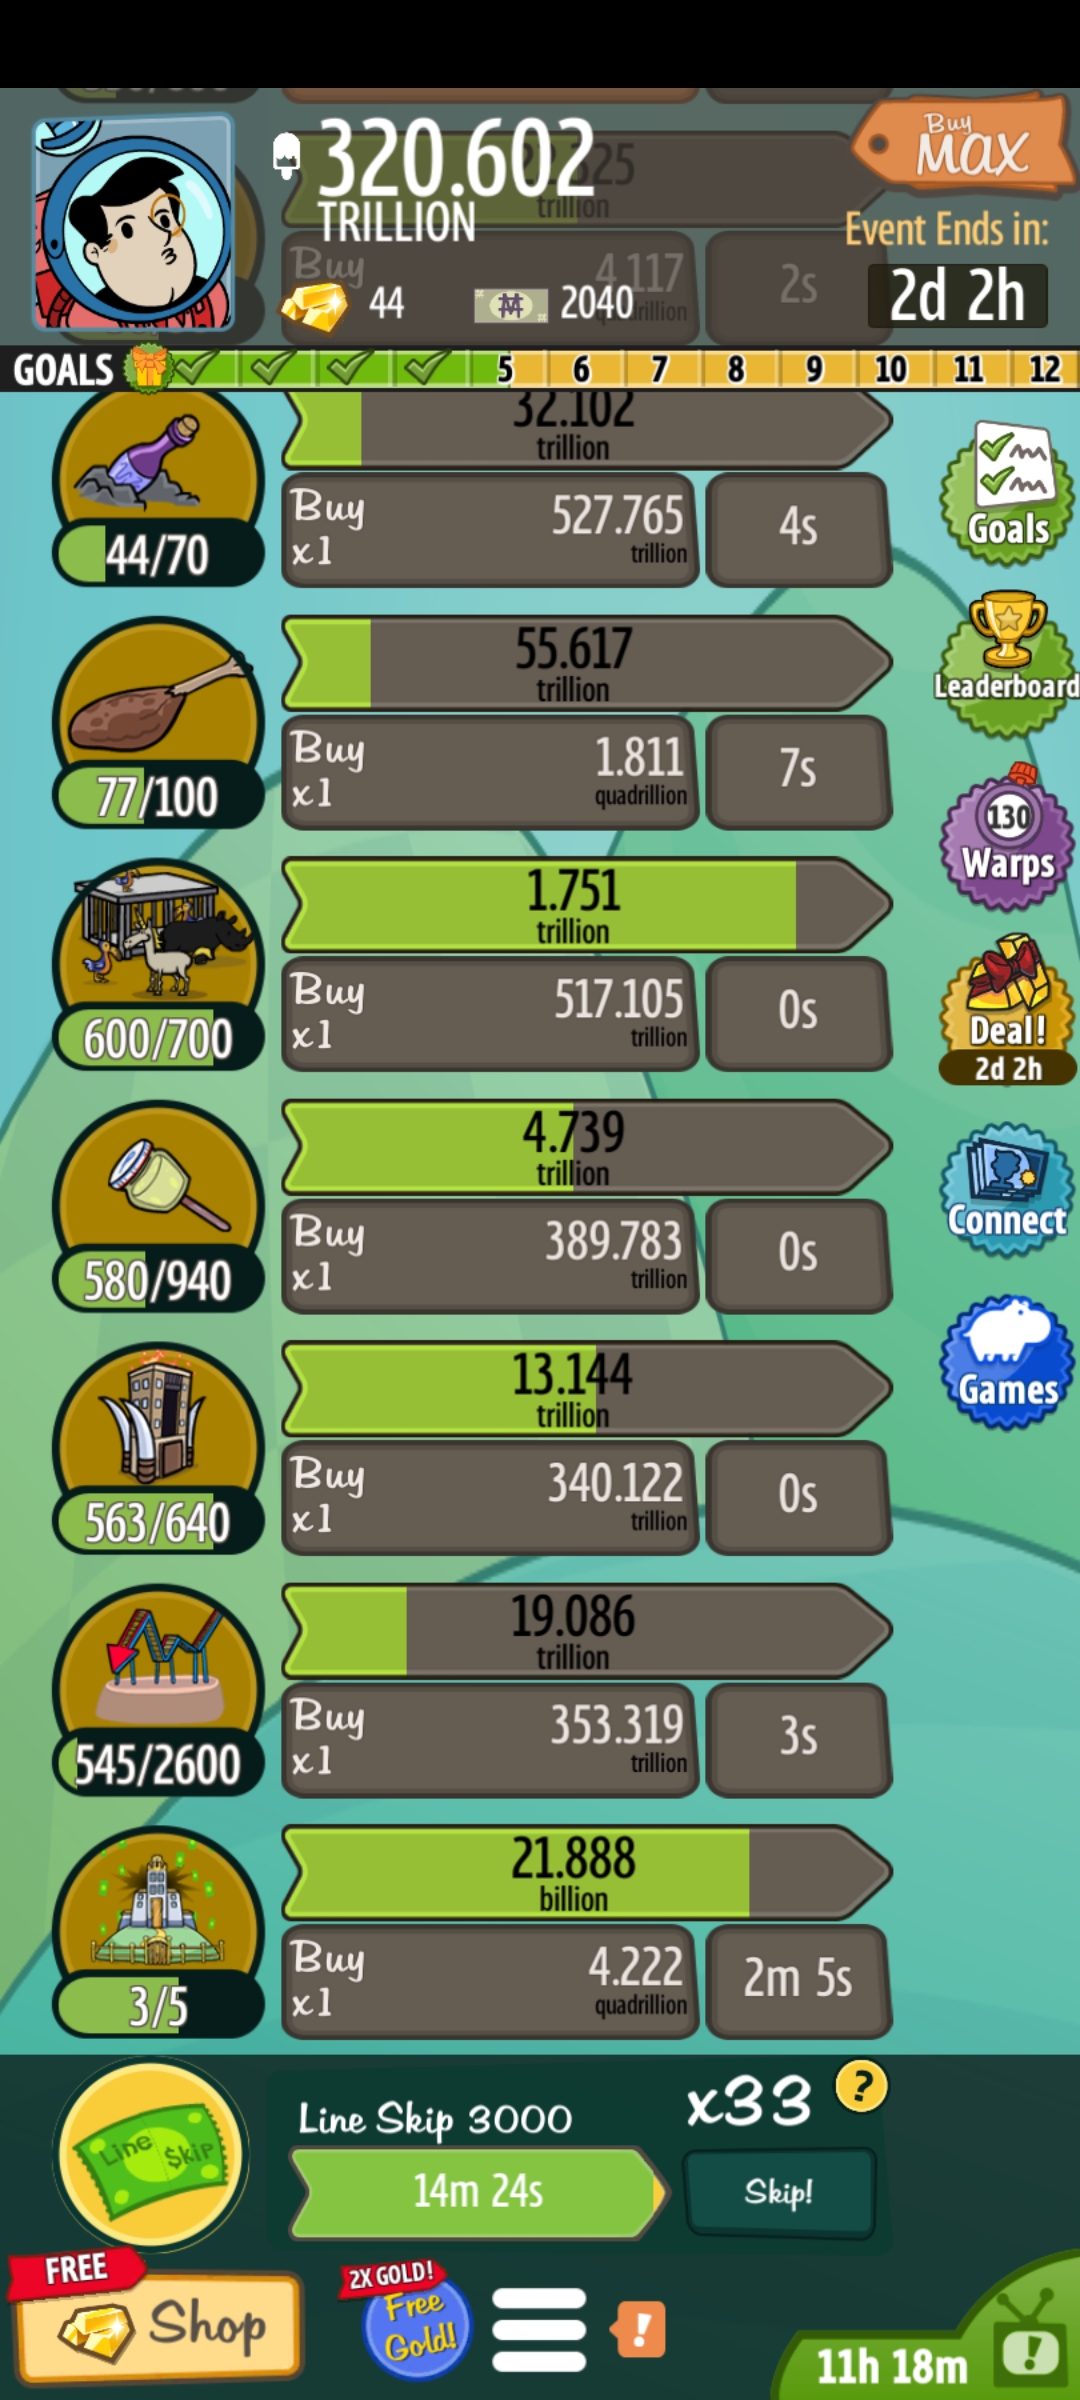 320.602
TRILLION
Buy
MAX
Event Ends in:
2d 2h
44
2040
trillion
Buy
4.117
2s
GOALS
5
6
7
8
9
10
11
12
32.102
trillion
Buy
x1
527.765
trillion
4s
44/70
Goals
55.617
trillion
Leaderboard
Buy
x1
1.811
quadrillion
7s
77/100
130
Warps
1.751
trillion
Buy
x1
517.105
trillion
0s
600/700
Deal!
2d 2h
4.739
trillion
Buy
x1
389.783
trillion
0s
580/940
Connect
13.144
trillion
Buy
x1
340.122
trillion
0s
563/640
Games
19.086
trillion
Buy
x1
353.319
trillion
3s
545/2600
21.888
billion
Buy
x1
4.222
quadrillion
2m 5s
3/5
Line $kip
Line Skip 3000
x33
?
14m 24s
Skip!
FREE
Shop
2X GOLD!
Free
Gold!
!
11h 18m
!